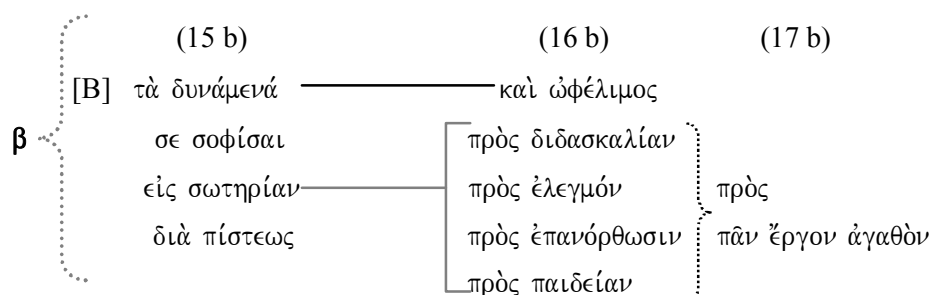 (15 b) (16 b) (17 b)
[B] τὰ δυνάμενά καὶ ὠφέλιμος
σε σοφίσαι πρὸς διδασκαλίαν
β
εἰς σωτηρίαν πρὸς ἐλεγμόν πρὸς
διὰ πίστεως πρὸς ἐπανόρθωσιν πᾶν ἔργον ἀγαθὸν
πρὸς παιδείαν